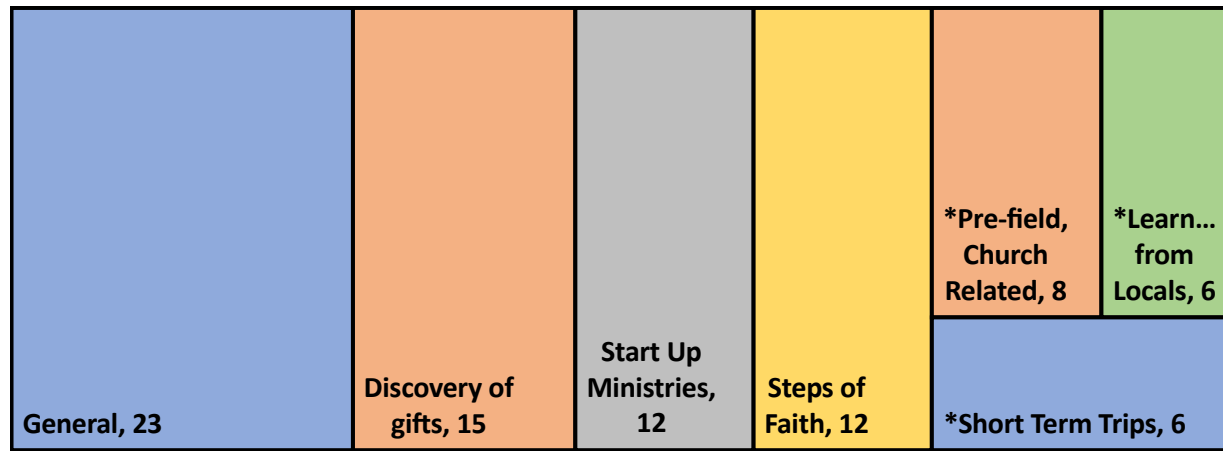 General, 23
Discovery of
gifts, 15
Start Up
Ministries,
12
Steps of
Faith, 12
*Pre-field,
Church
Related, 8
*Learn...
from
Locals, 6
*Short Term Trips, 6